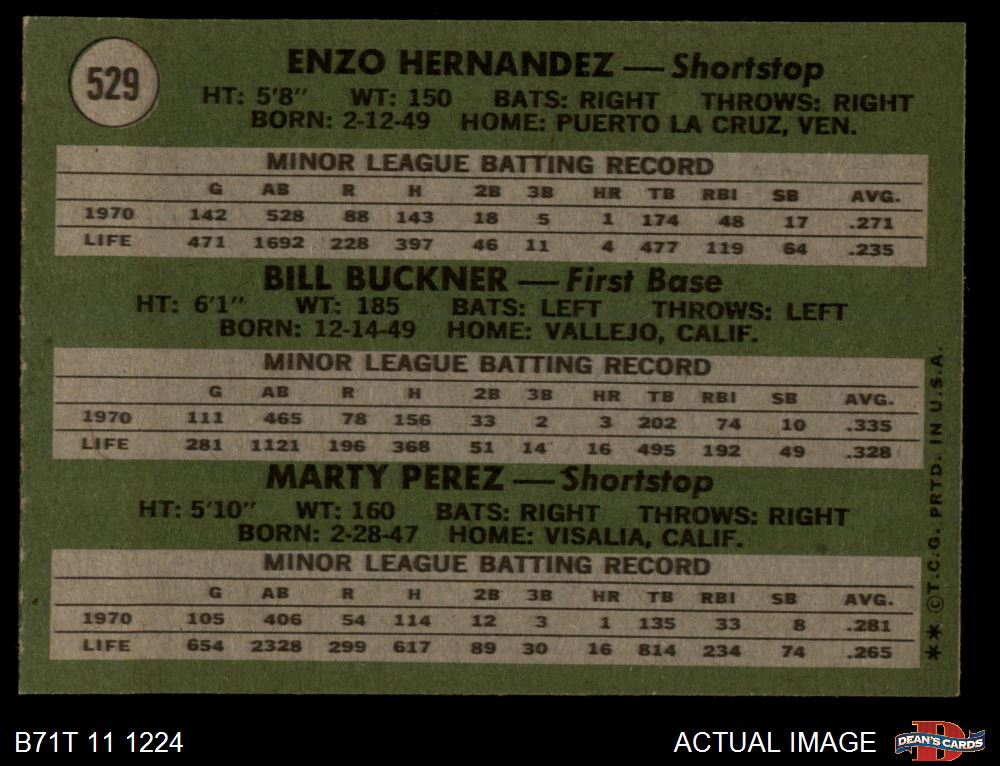 529
ENZO HERNANDEZ — Shortstop
HT: 5'8" WT: 150 BATS: RIGHT THROWS: RIGHT
BORN: 2-12-49 HOME: PUERTO LA CRUZ, VEN.
MINOR LEAGUE BATTING RECORD
G AB R H 2B 3B HR TB RBI SB AVG.
1970 142 528 88 143 18 5 1 174 48 17 .271
LIFE 471 1692 228 397 46 11 4 477 119 64 .235
BILL BUCKNER — First Base
HT: 6'1" WT: 185 BATS: LEFT THROWS: LEFT
BORN: 12-14-49 HOME: VALLEJO, CALIF.
MINOR LEAGUE BATTING RECORD
G AB R H 2B 3B HR TB RBI SB AVG.
1970 111 465 78 156 33 2 3 202 74 10 .335
LIFE 281 1121 196 368 51 14 16 495 192 49 .328
MARTY PEREZ — Shortstop
HT: 5'10" WT: 160 BATS: RIGHT THROWS: RIGHT
BORN: 2-28-47 HOME: VISALIA, CALIF.
MINOR LEAGUE BATTING RECORD
G AB R H 2B 3B HR TB RBI SB AVG.
1970 105 406 54 114 12 3 1 135 33 8 .281
LIFE 654 2328 299 617 89 30 16 814 234 74 .265
** ©T.C.G. PRTD. IN U.S.A.
B71T 11 1224
ACTUAL IMAGE
DEAN'S CARDS